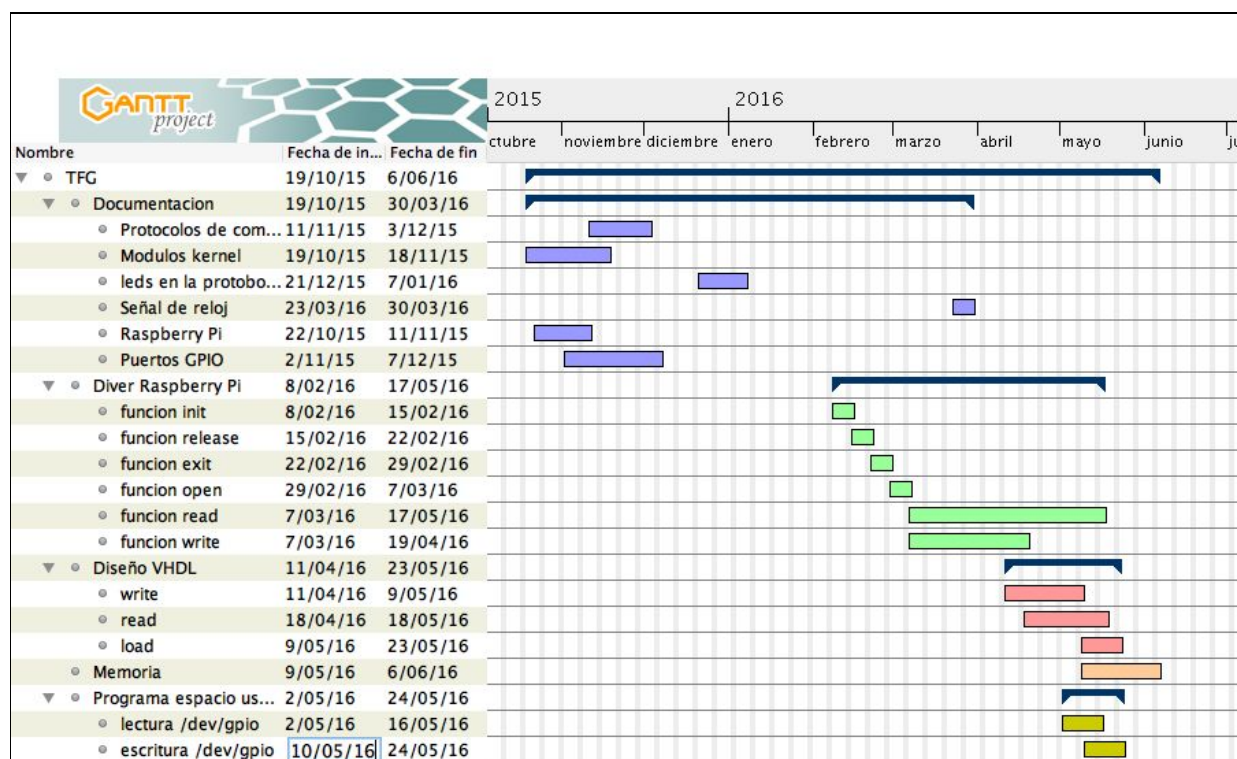 GANTT
project
2015 2016
ctubre noviembre diciembre enero febrero marzo abril mayo junio ju
Nombre Fecha de in... Fecha de fin
TFG 19/10/15 6/06/16
Documentacion 19/10/15 30/03/16
Protocolos de com... 11/11/15 3/12/15
Modulos kernel 19/10/15 18/11/15
leds en la protobo... 21/12/15 7/01/16
Señal de reloj 23/03/16 30/03/16
Raspberry Pi 22/10/15 11/11/15
Puertos GPIO 2/11/15 7/12/15
Diver Raspberry Pi 8/02/16 17/05/16
funcion init 8/02/16 15/02/16
funcion release 15/02/16 22/02/16
funcion exit 22/02/16 29/02/16
funcion open 29/02/16 7/03/16
funcion read 7/03/16 17/05/16
funcion write 7/03/16 19/04/16
Diseño VHDL 11/04/16 23/05/16
write 11/04/16 9/05/16
read 18/04/16 18/05/16
load 9/05/16 23/05/16
Memoria 9/05/16 6/06/16
Programa espacio us... 2/05/16 24/05/16
lectura /dev/gpio 2/05/16 16/05/16
escritura /dev/gpio 10/05/16 24/05/16